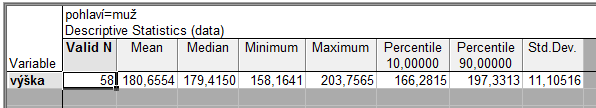 pohlaví=muž
Descriptive Statistics (data)
Variable Valid N Mean Median Minimum Maximum Percentile 10,00000 Percentile 90,00000 Std.Dev.
výška 58 180,6554 179,4150 158,1641 203,7565 166,2815 197,3313 11,10516